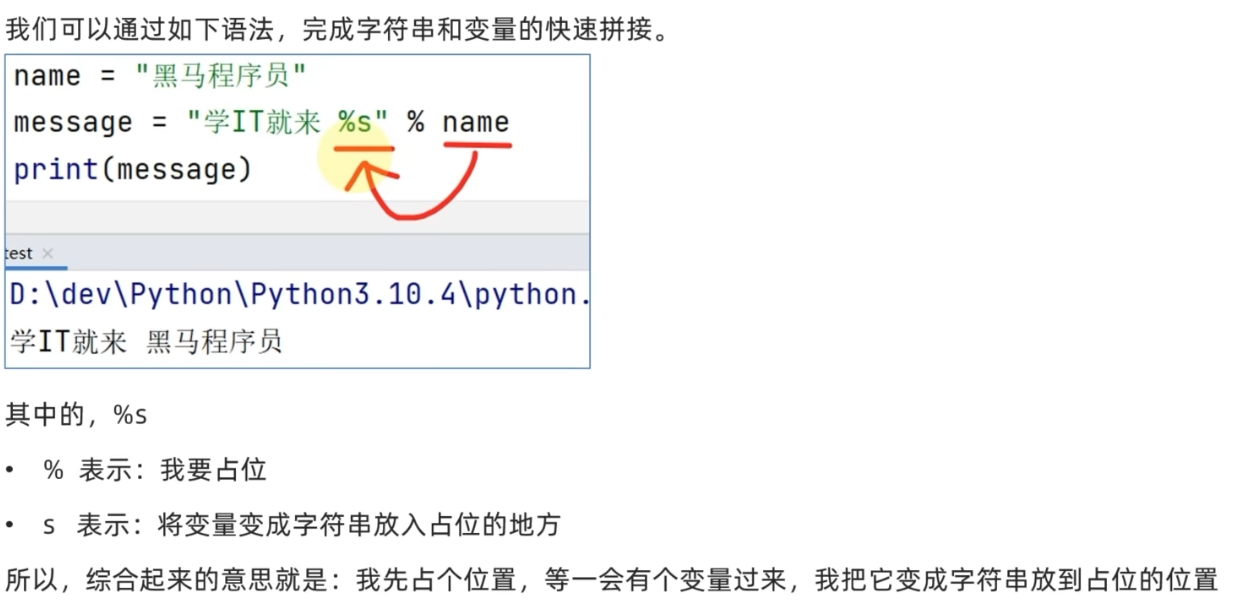 我们可以通过如下语法，完成字符串和变量的快速拼接。
name = "黑马程序员"
message = "学IT就来 %s" % name
print(message)
test ×
D:\dev\Python\Python3.10.4\python.
学IT就来 黑马程序员
其中的，%s
• % 表示：我要占位
• s 表示：将变量变成字符串放入占位的地方
所以，综合起来的意思就是：我先占个位置，等一会有个变量过来，我把它变成字符串放到占位的位置